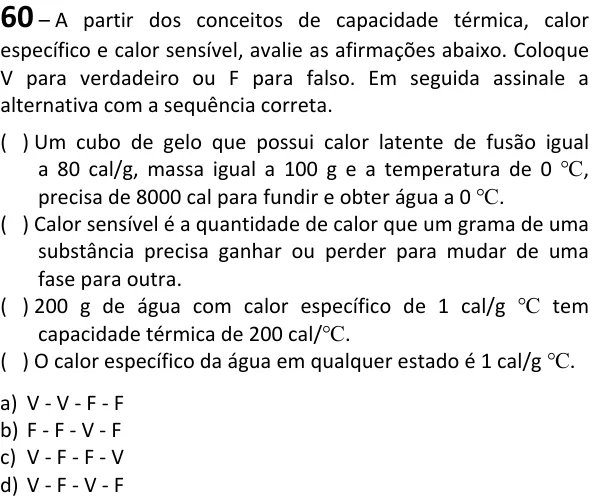 60 – A partir dos conceitos de capacidade térmica, calor
específico e calor sensível, avalie as afirmações abaixo. Coloque
V para verdadeiro ou F para falso. Em seguida assinale a
alternativa com a sequência correta.
( ) Um cubo de gelo que possui calor latente de fusão igual
a 80 cal/g, massa igual a 100 g e a temperatura de 0 °C,
precisa de 8000 cal para fundir e obter água a 0 °C.
( ) Calor sensível é a quantidade de calor que um grama de uma
substância precisa ganhar ou perder para mudar de uma
fase para outra.
( ) 200 g de água com calor específico de 1 cal/g °C tem
capacidade térmica de 200 cal/°C.
( ) O calor específico da água em qualquer estado é 1 cal/g °C.
a) V - V - F - F
b) F - F - V - F
c) V - F - F - V
d) V - F - V - F